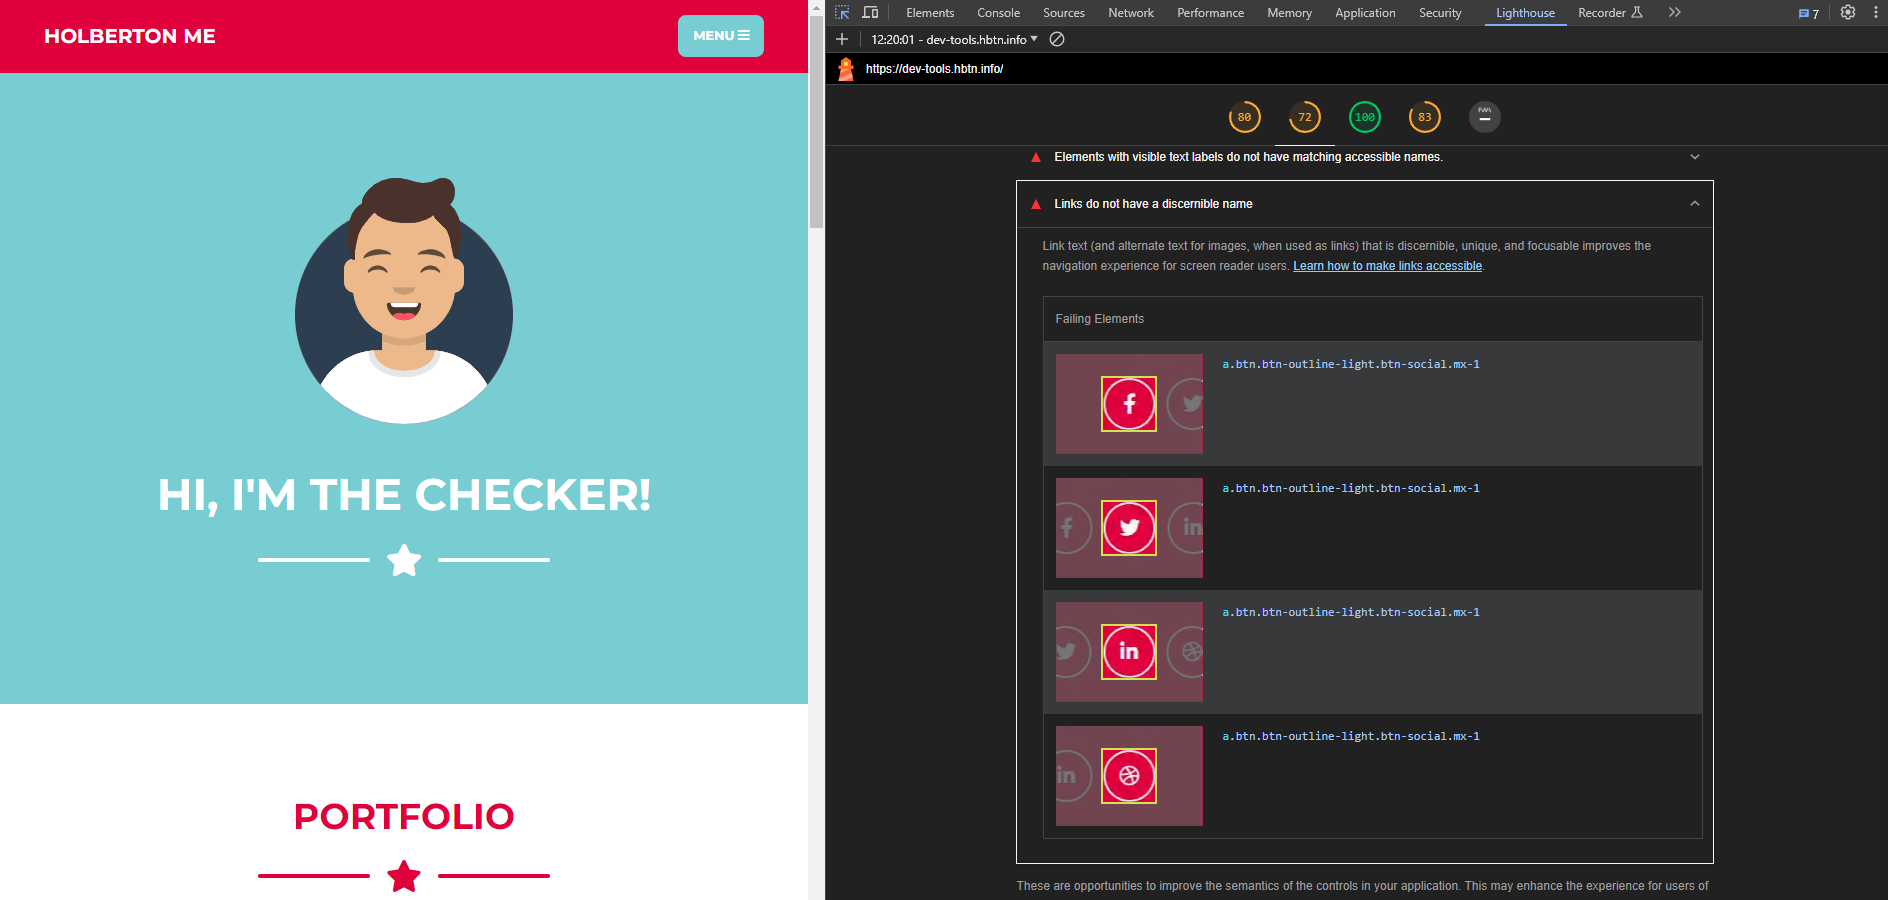 HOLBERTON ME
MENU
HI, I'M THE CHECKER!
PORTFOLIO
Elements Console Sources Network Performance Memory Application Security Lighthouse Recorder 7
12:20:01 - dev-tools.hbtn.info
https://dev-tools.hbtn.info/
80 72 100 83 PWA
Elements with visible text labels do not have matching accessible names.
Links do not have a discernible name
Link text (and alternate text for images, when used as links) that is discernible, unique, and focusable improves the
navigation experience for screen reader users. Learn how to make links accessible.
Failing Elements
a.btn.btn-outline-light.btn-social.mx-1
a.btn.btn-outline-light.btn-social.mx-1
a.btn.btn-outline-light.btn-social.mx-1
a.btn.btn-outline-light.btn-social.mx-1
These are opportunities to improve the semantics of the controls in your application. This may enhance the experience for users of